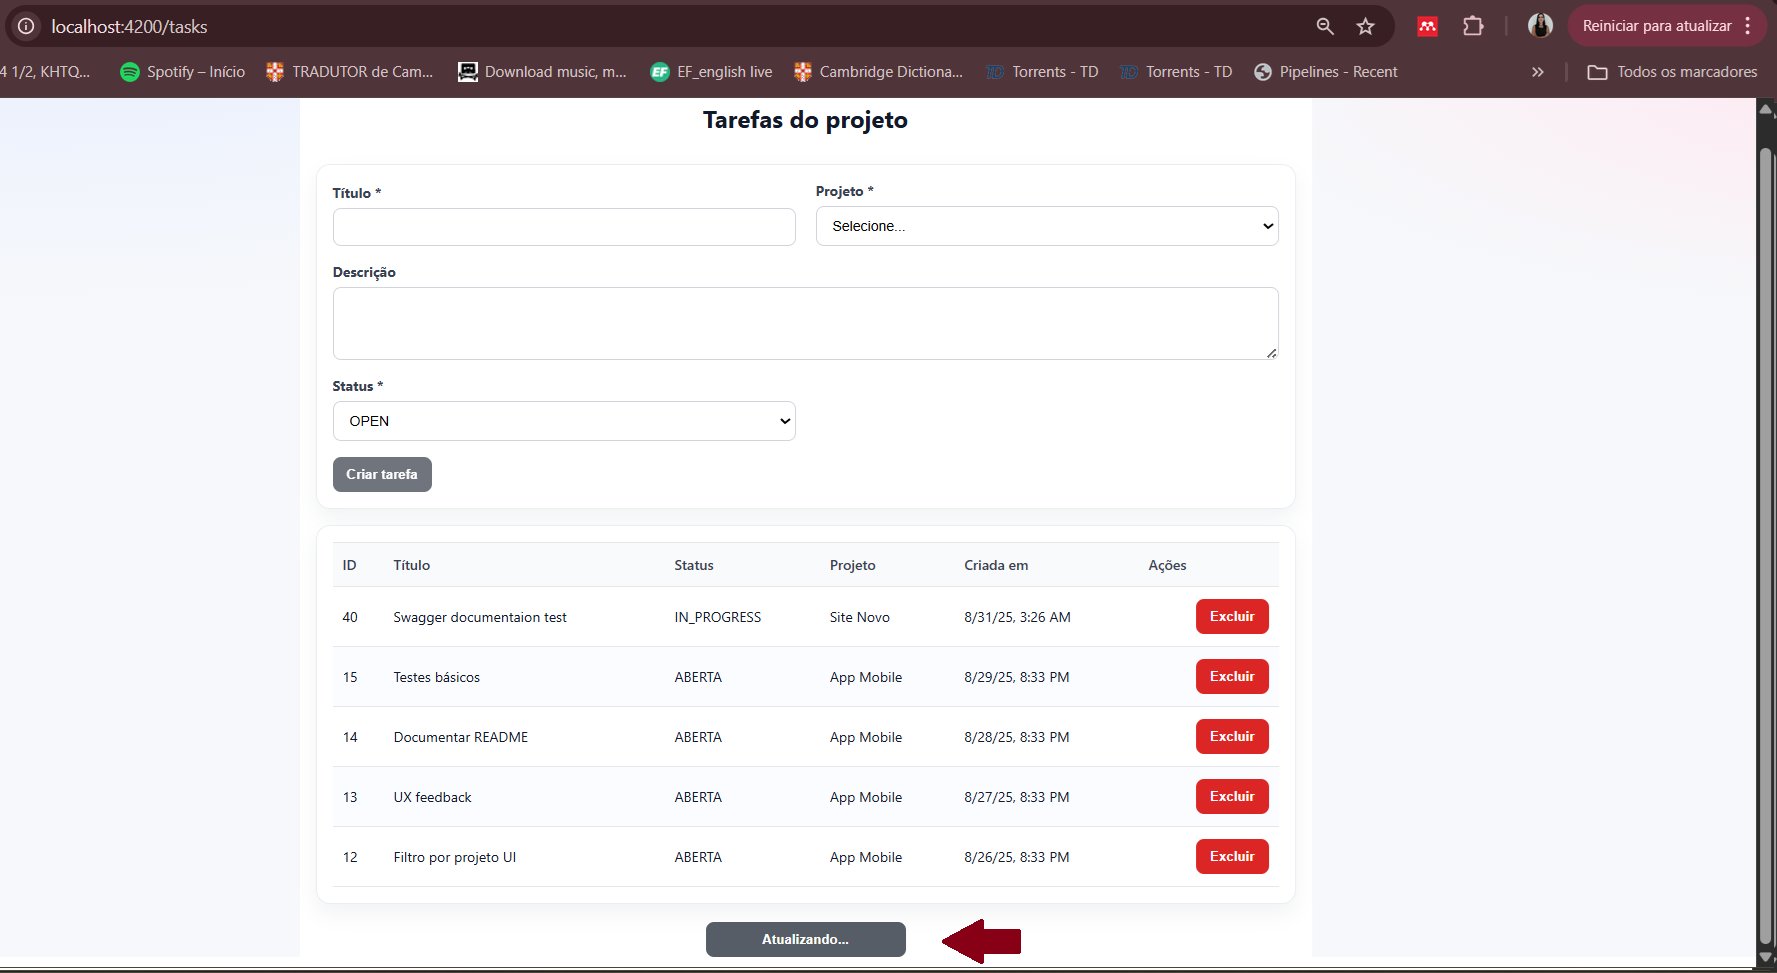 localhost:4200/tasks
Reiniciar para atualizar
4 1/2, KHTQ...
Spotify – Início
TRADUTOR de Cam...
Download music, m...
EF_english live
Cambridge Dictiona...
Torrents - TD
Torrents - TD
Pipelines - Recent
Todos os marcadores
Tarefas do projeto
Título *
Projeto *
Selecione...
Descrição
Status *
OPEN
Criar tarefa
ID Título Status Projeto Criada em Ações
40 Swagger documentaion test IN_PROGRESS Site Novo 8/31/25, 3:26 AM Excluir
15 Testes básicos ABERTA App Mobile 8/29/25, 8:33 PM Excluir
14 Documentar README ABERTA App Mobile 8/28/25, 8:33 PM Excluir
13 UX feedback ABERTA App Mobile 8/27/25, 8:33 PM Excluir
12 Filtro por projeto UI ABERTA App Mobile 8/26/25, 8:33 PM Excluir
Atualizando...